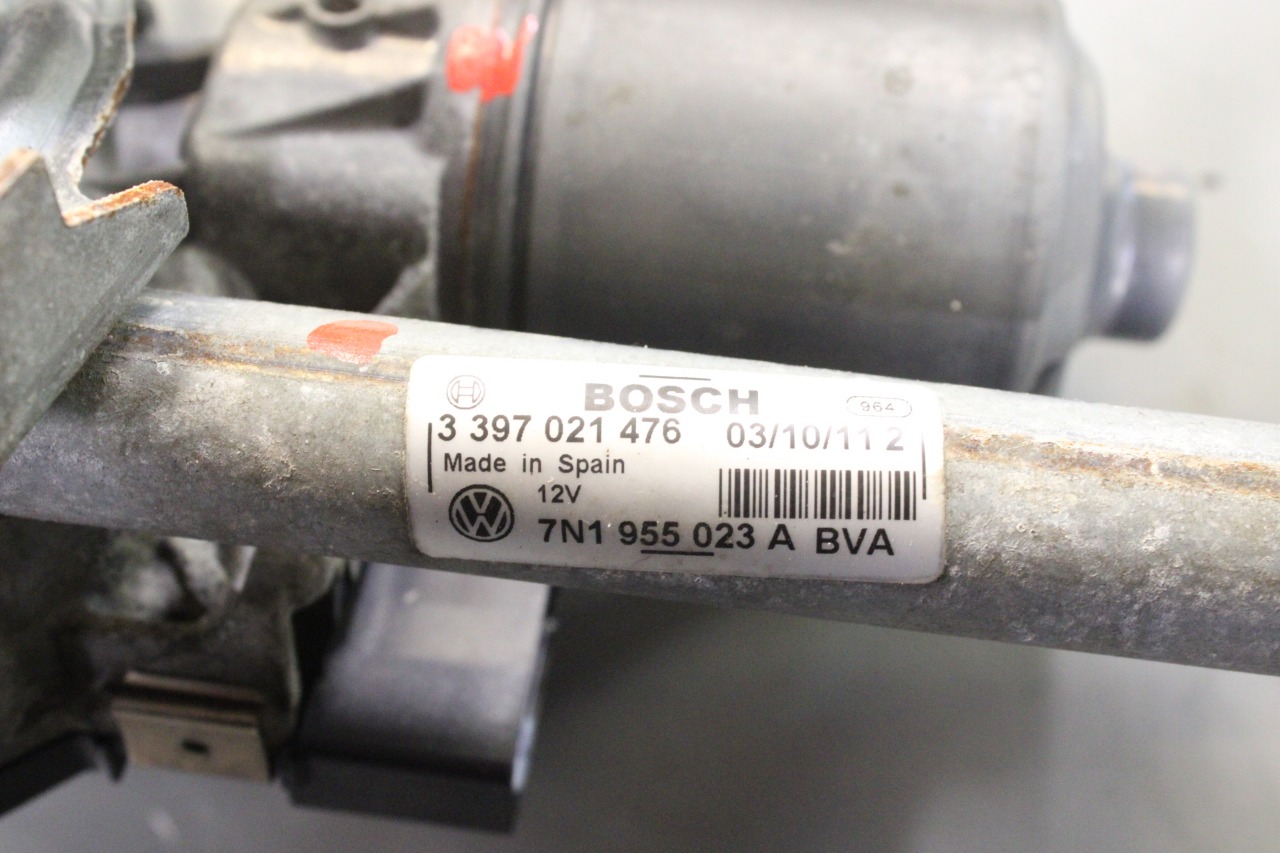 BOSCH 964
3 397 021 476 03/10/11 2
Made in Spain
12V
7N1 955 023 A BVA